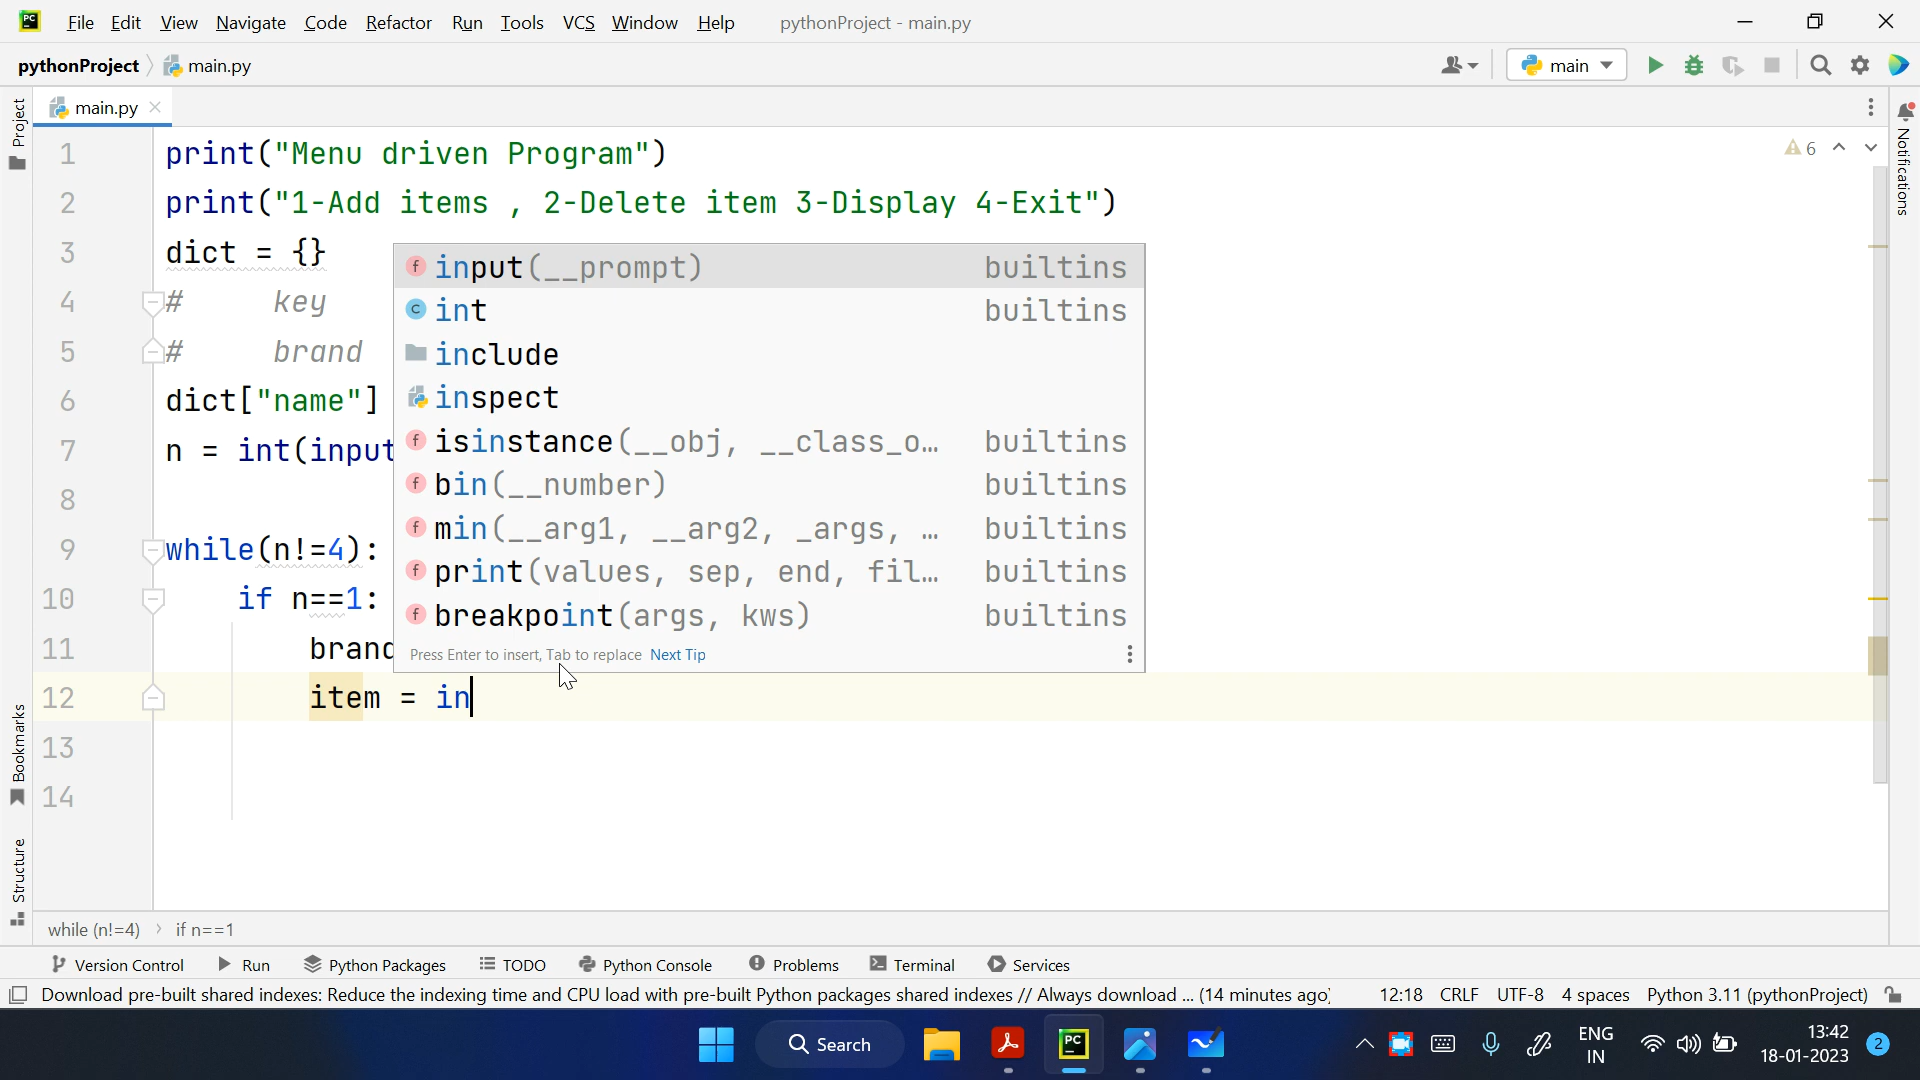 File Edit View Navigate Code Refactor Run Tools VCS Window Help pythonProject - main.py
pythonProject main.py main
main.py
Project
Notifications
6
1 print("Menu driven Program")
2 print("1-Add items , 2-Delete item 3-Display 4-Exit")
3 dict = {}
4 # key
5 # brand
6 dict["name"]
7 n = int(input
8
9 while(n!=4):
10 if n==1:
11 brand
12 item = in
13
14
input(__prompt) builtins
int builtins
include
inspect
isinstance(__obj, __class_o… builtins
bin(__number) builtins
min(__arg1, __arg2, _args, … builtins
print(values, sep, end, fil… builtins
breakpoint(args, kws) builtins
Press Enter to insert, Tab to replace Next Tip
Bookmarks
Structure
while (n!=4) › if n==1
Version Control Run Python Packages TODO Python Console Problems Terminal Services
Download pre-built shared indexes: Reduce the indexing time and CPU load with pre-built Python packages shared indexes // Always download ... (14 minutes ago) 12:18 CRLF UTF-8 4 spaces Python 3.11 (pythonProject)
Search ENG IN 13:42 18-01-2023 2